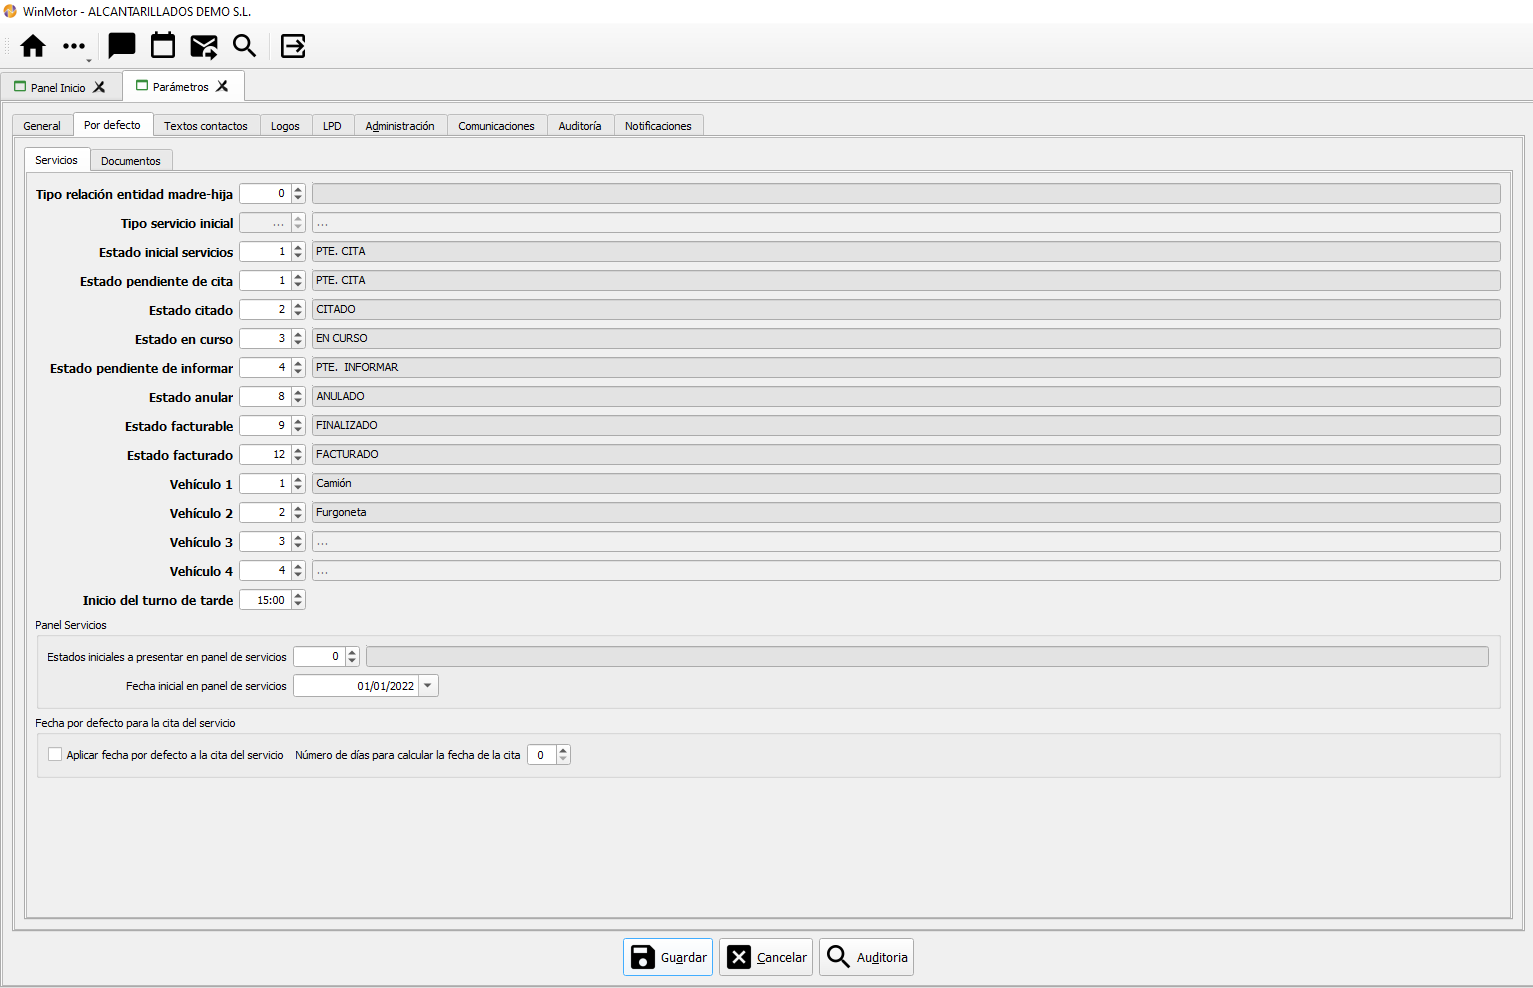 WinMotor - ALCANTARILLADOS DEMO S.L.
Panel Inicio
Parámetros
General
Por defecto
Textos contactos
Logos
LPD
Administración
Comunicaciones
Auditoría
Notificaciones
Servicios
Documentos
Tipo relación entidad madre-hija 0
Tipo servicio inicial ... ...
Estado inicial servicios 1 PTE. CITA
Estado pendiente de cita 1 PTE. CITA
Estado citado 2 CITADO
Estado en curso 3 EN CURSO
Estado pendiente de informar 4 PTE. INFORMAR
Estado anular 8 ANULADO
Estado facturable 9 FINALIZADO
Estado facturado 12 FACTURADO
Vehículo 1 1 Camión
Vehículo 2 2 Furgoneta
Vehículo 3 3 ...
Vehículo 4 4 ...
Inicio del turno de tarde 15:00
Panel Servicios
Estados iniciales a presentar en panel de servicios 0
Fecha inicial en panel de servicios 01/01/2022
Fecha por defecto para la cita del servicio
Aplicar fecha por defecto a la cita del servicio Número de días para calcular la fecha de la cita 0
Guardar
Cancelar
Auditoria